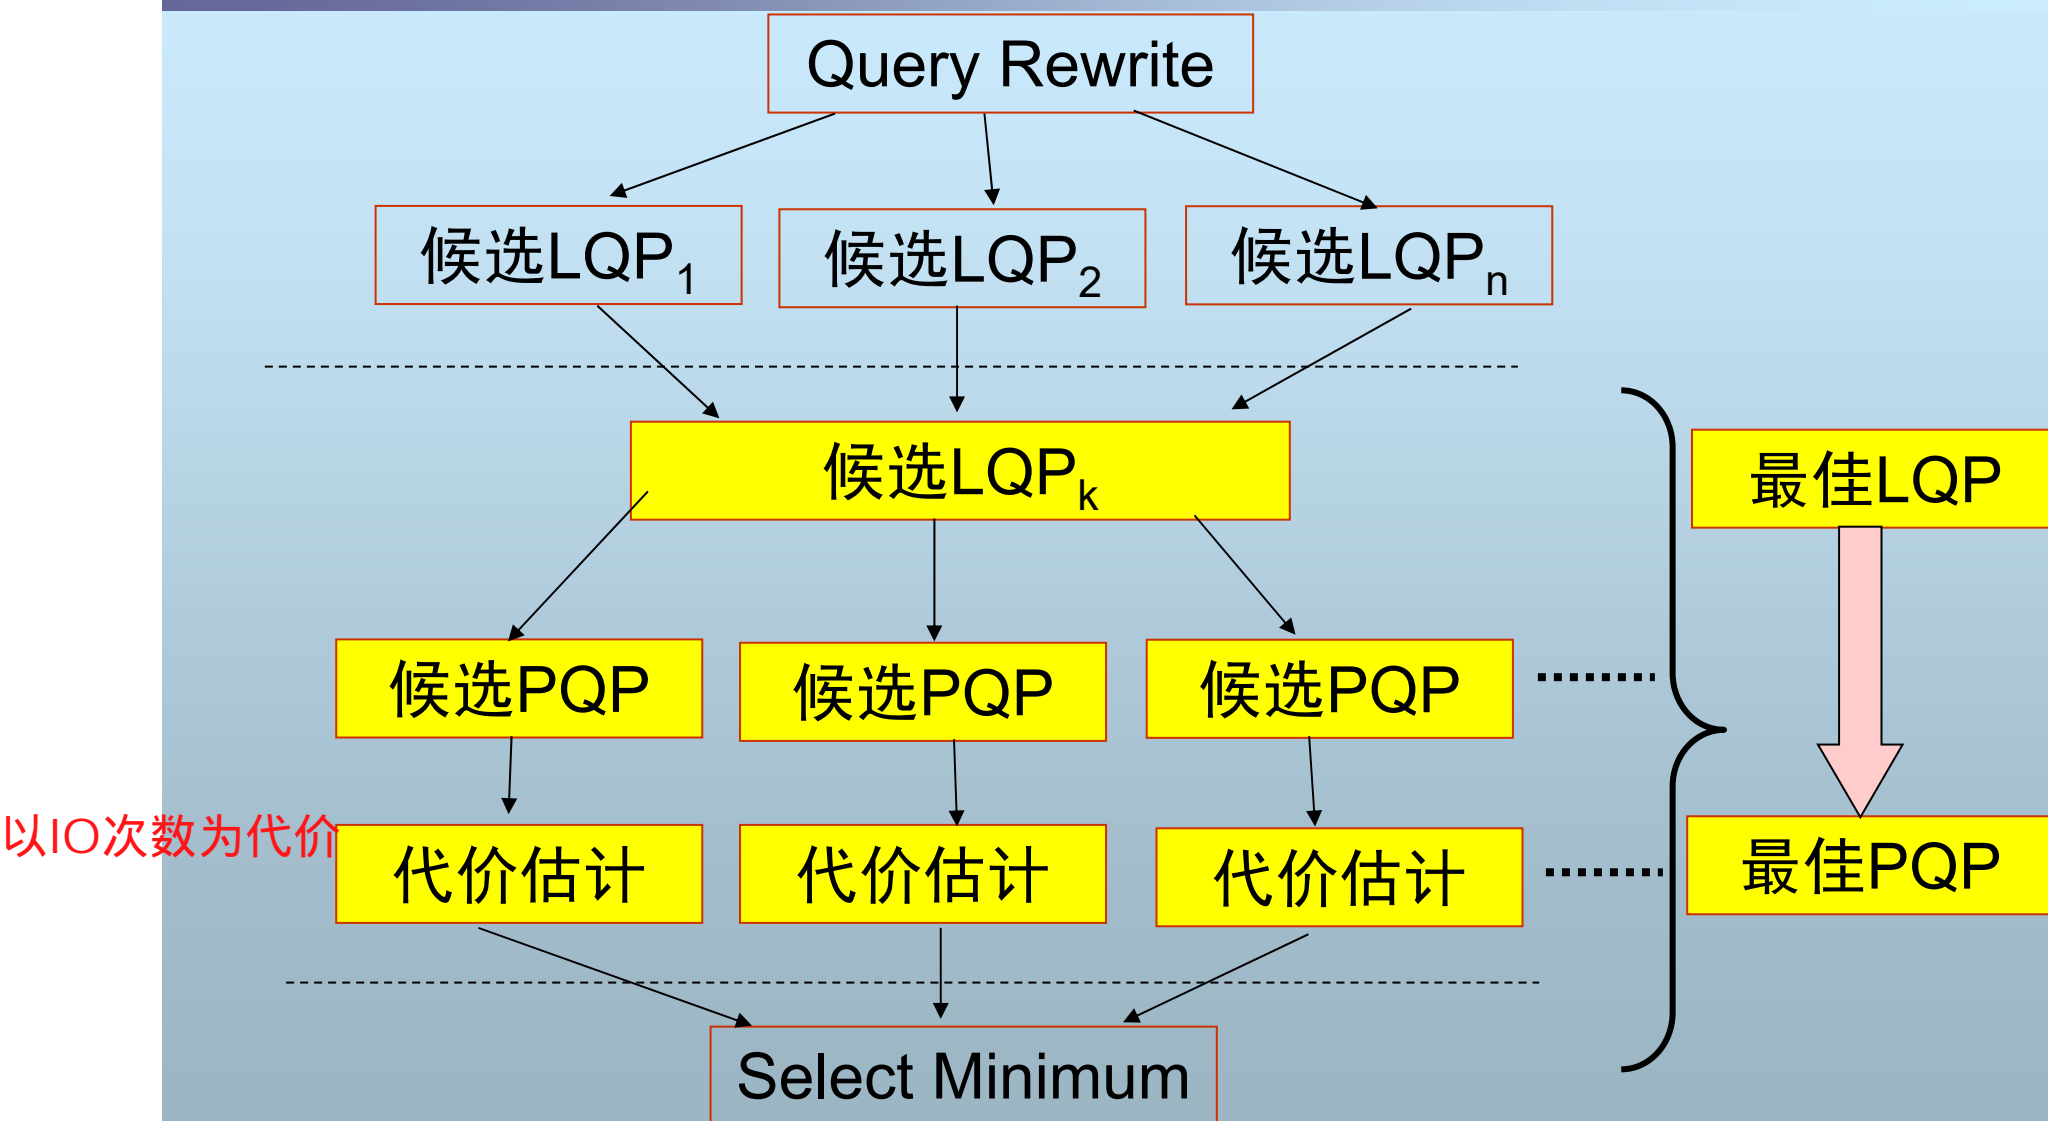 Query Rewrite
候选LQP1
候选LQP2
候选LQPn
候选LQPk
最佳LQP
候选PQP
候选PQP
候选PQP
以IO次数为代价
代价估计
代价估计
代价估计
最佳PQP
Select Minimum